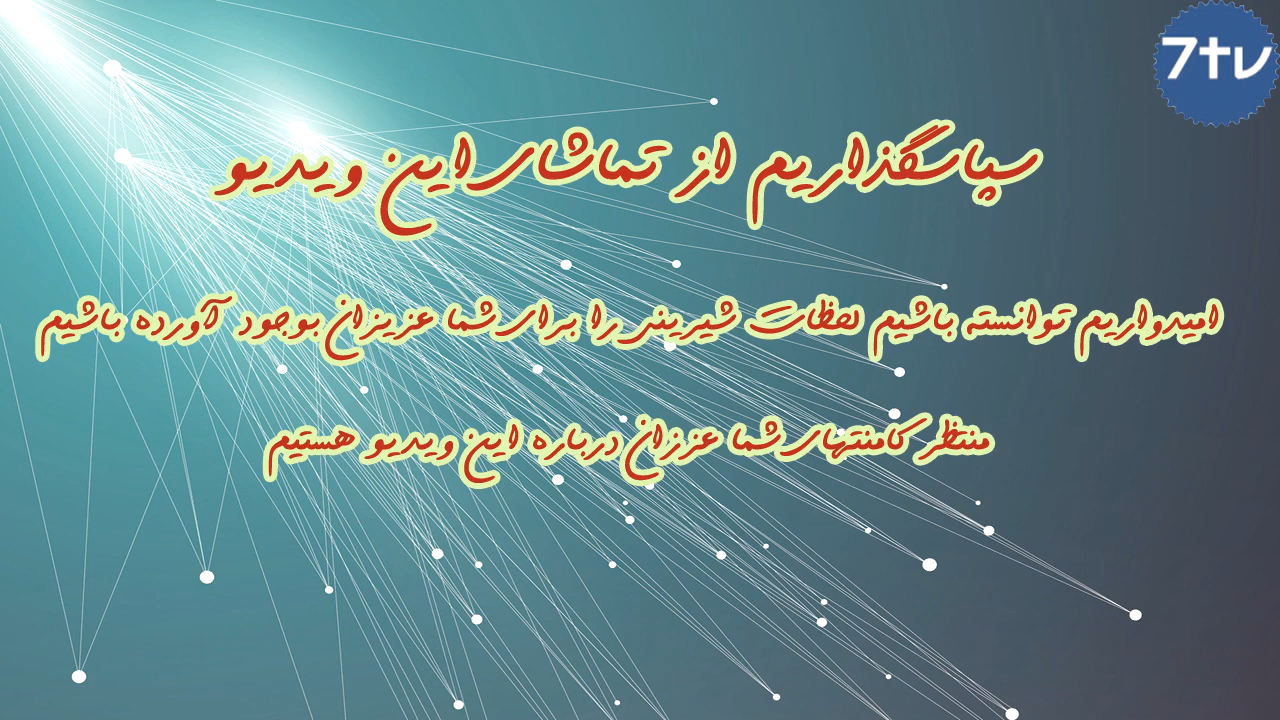 7tv
سپاسگذاریم از تماشای این ویدیو
امیدواریم توانسته باشیم لحظات شیرینی را برای شما عزیزان بوجود آورده باشیم
منتظر کامنتهای شما عززان درباره این ویدیو هستیم